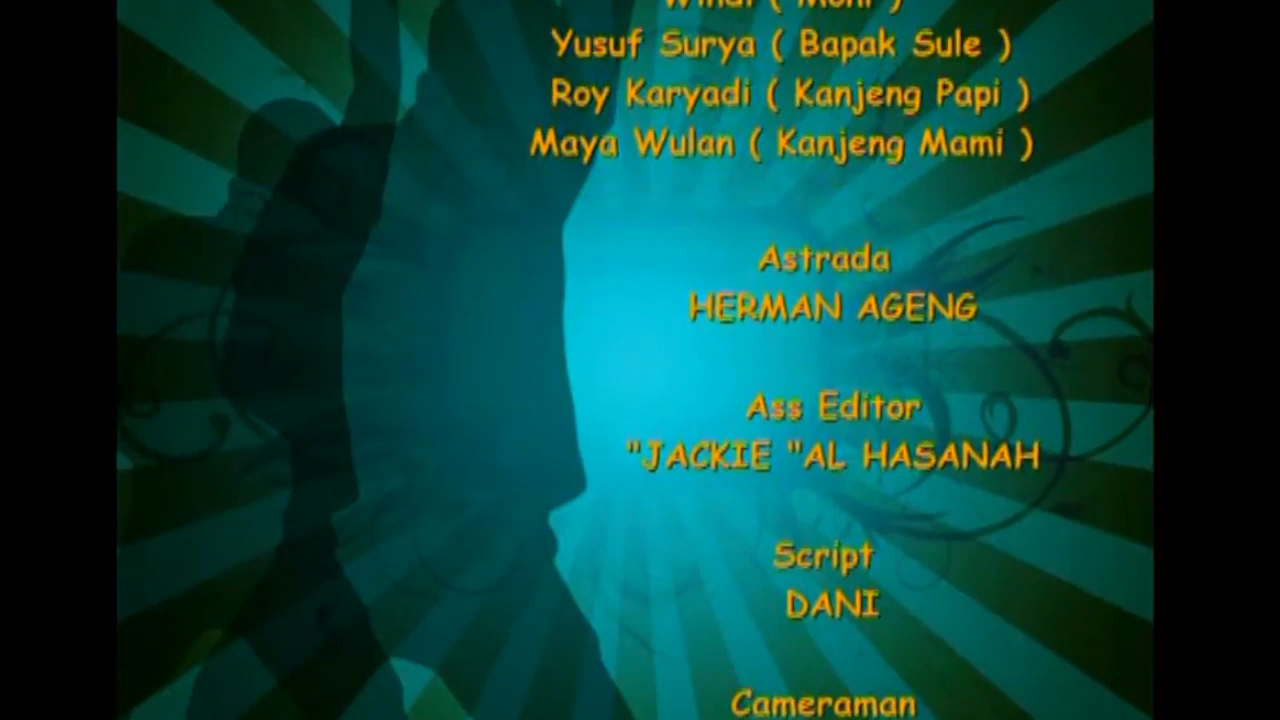 Yusuf Surya ( Bapak Sule )
Roy Karyadi ( Kanjeng Papi )
Maya Wulan ( Kanjeng Mami )
Astrada
HERMAN AGENG
Ass Editor
"JACKIE "AL HASANAH
Script
DANI
Cameraman